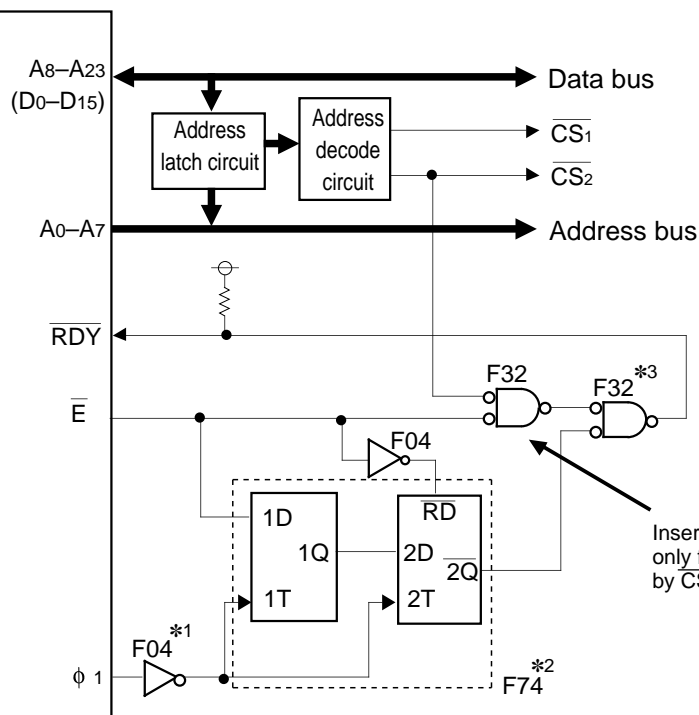 A8–A23
(D0–D15)
Data bus
Address
latch circuit
Address
decode
circuit
CS1
CS2
A0–A7
Address bus
RDY
E
F32
F32 *3
F04
1D
1Q
1T
RD
2D
2Q
2T
Inser
only f
by CS
F04 *1
φ 1
F74 *2